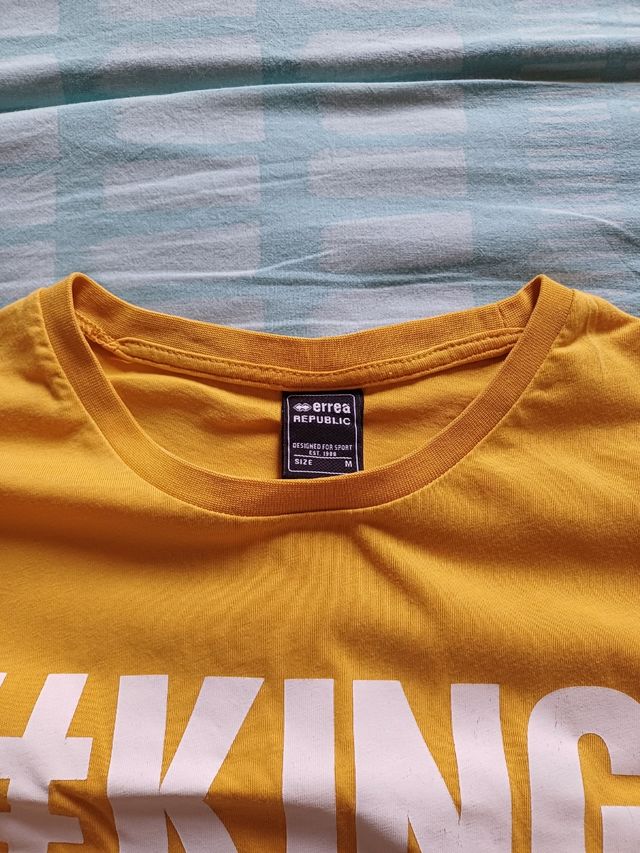 errea
REPUBLIC
DESIGNED FOR SPORT
EST. 1988
SIZE M
#KING